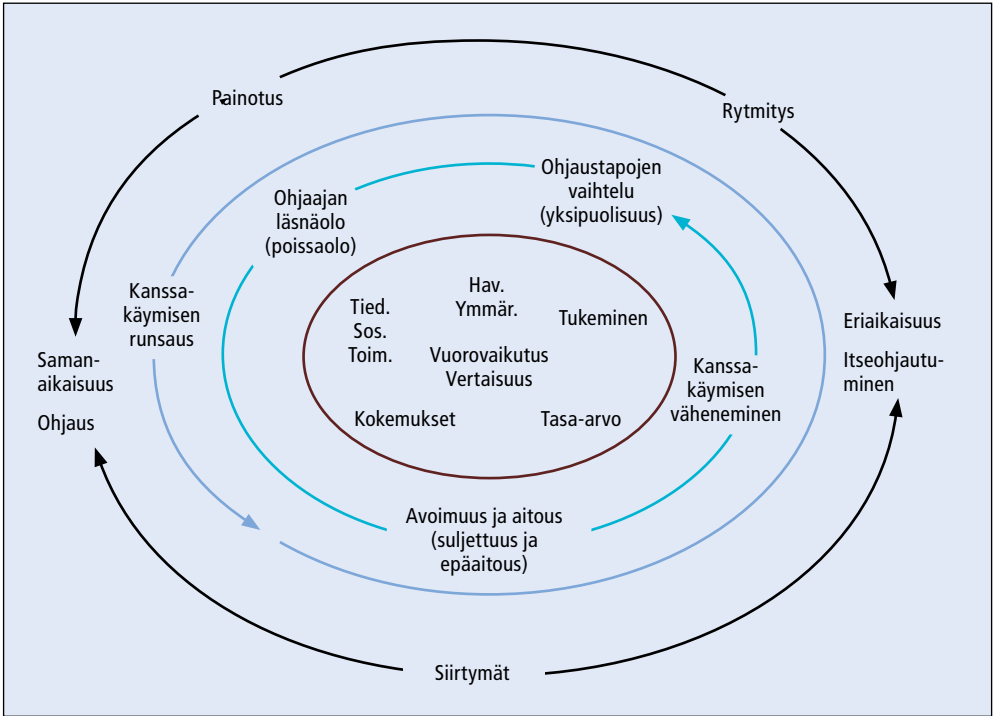 Painotus
Rytmitys
Ohjaajan
läsnäolo
(poissaolo)
Ohjaustapojen
vaihtelu
(yksipuolisuus)
Kanssa-
käymisen
runsaus
Hav.
Ymmär.
Tied.
Sos.
Toim.
Tukeminen
Vuorovaikutus
Vertaisuus
Kokemukset
Tasa-arvo
Kanssa-
käymisen
väheneminen
Saman-
aikaisuus
Ohjaus
Eriaikaisuus
Itseohjautu-
minen
Avoimuus ja aitous
(suljettuus ja
epäaitous)
Siirtymät